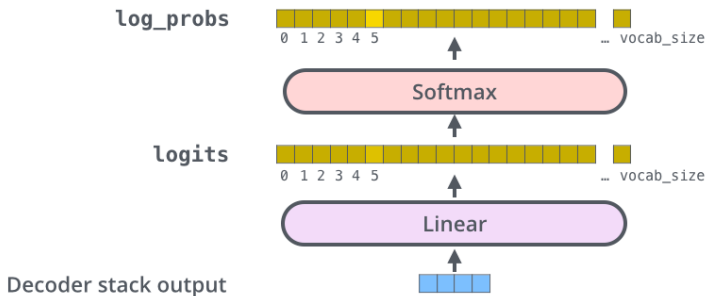 log_probs
0 1 2 3 4 5 … vocab_size
Softmax
logits
0 1 2 3 4 5 … vocab_size
Linear
Decoder stack output